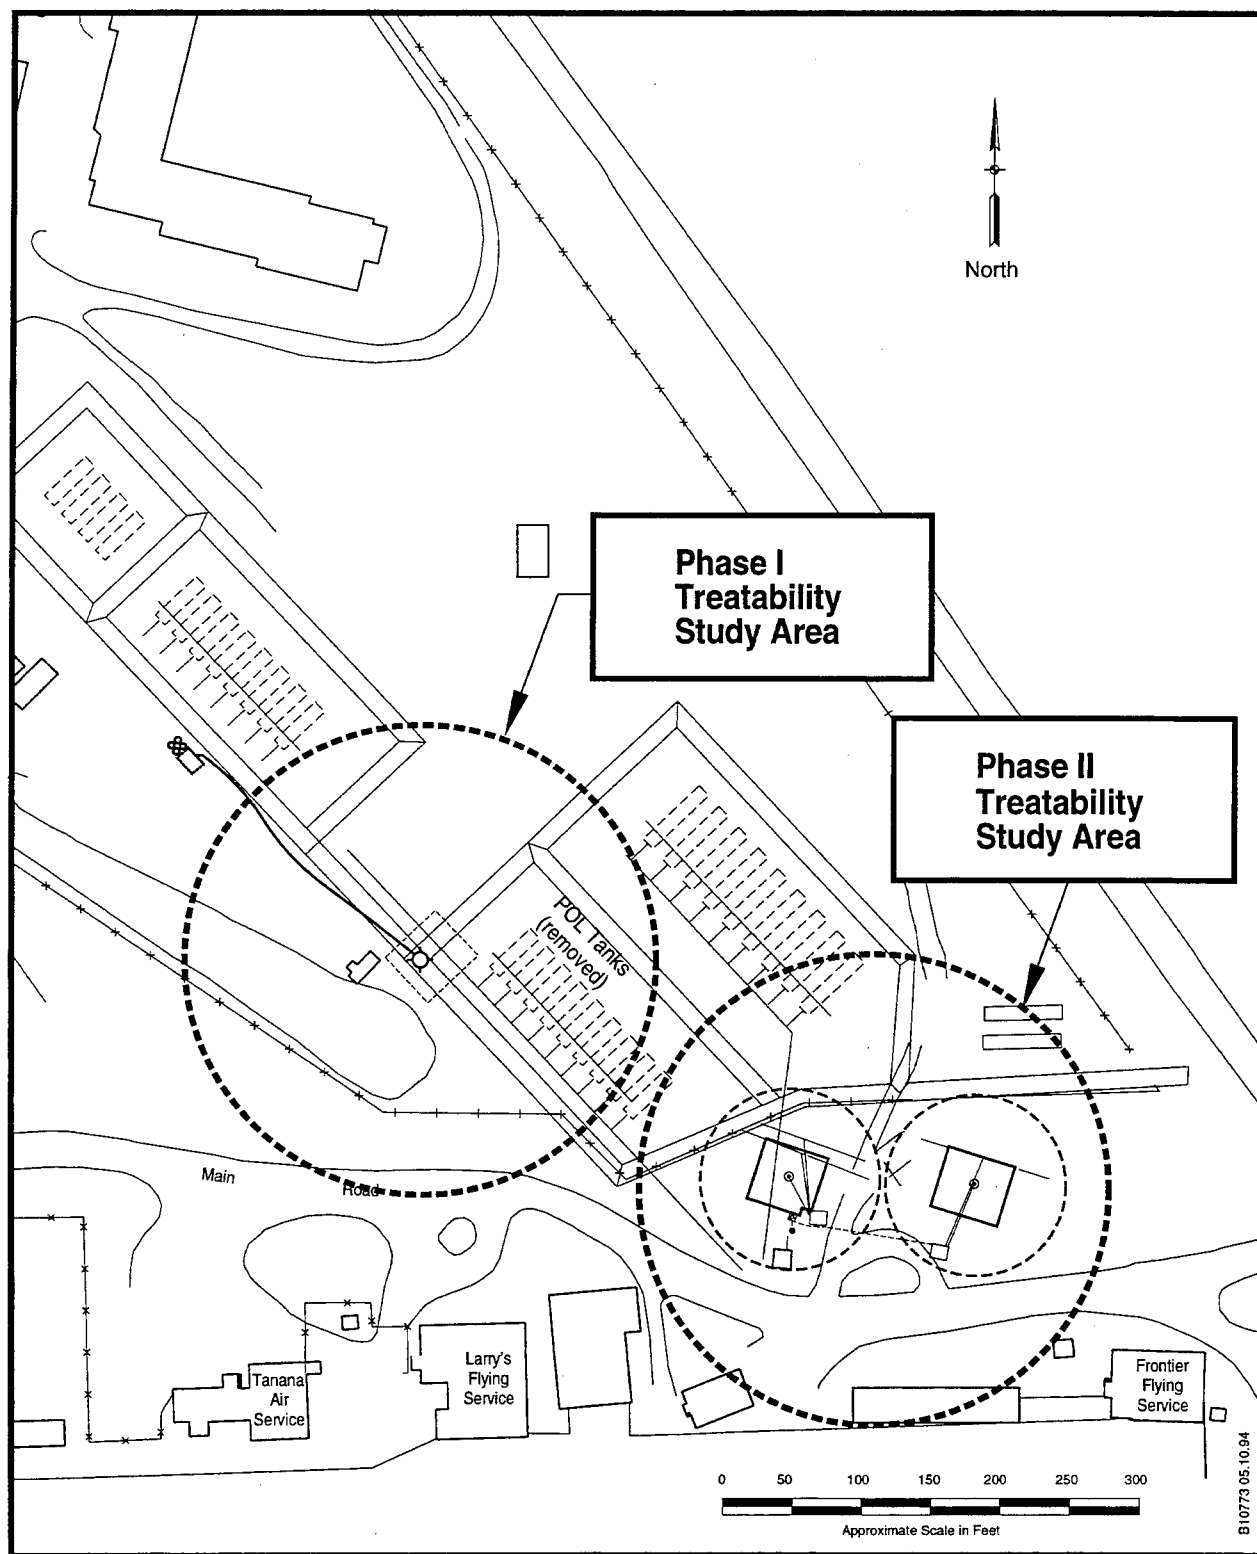 North
Phase I
Treatability
Study Area
Phase II
Treatability
Study Area
POL Tanks
(removed)
Main
Road
Tanana
Air
Service
Larry's
Flying
Service
Frontier
Flying
Service
0 50 100 150 200 250 300
Approximate Scale in Feet
B10773 05.10.94